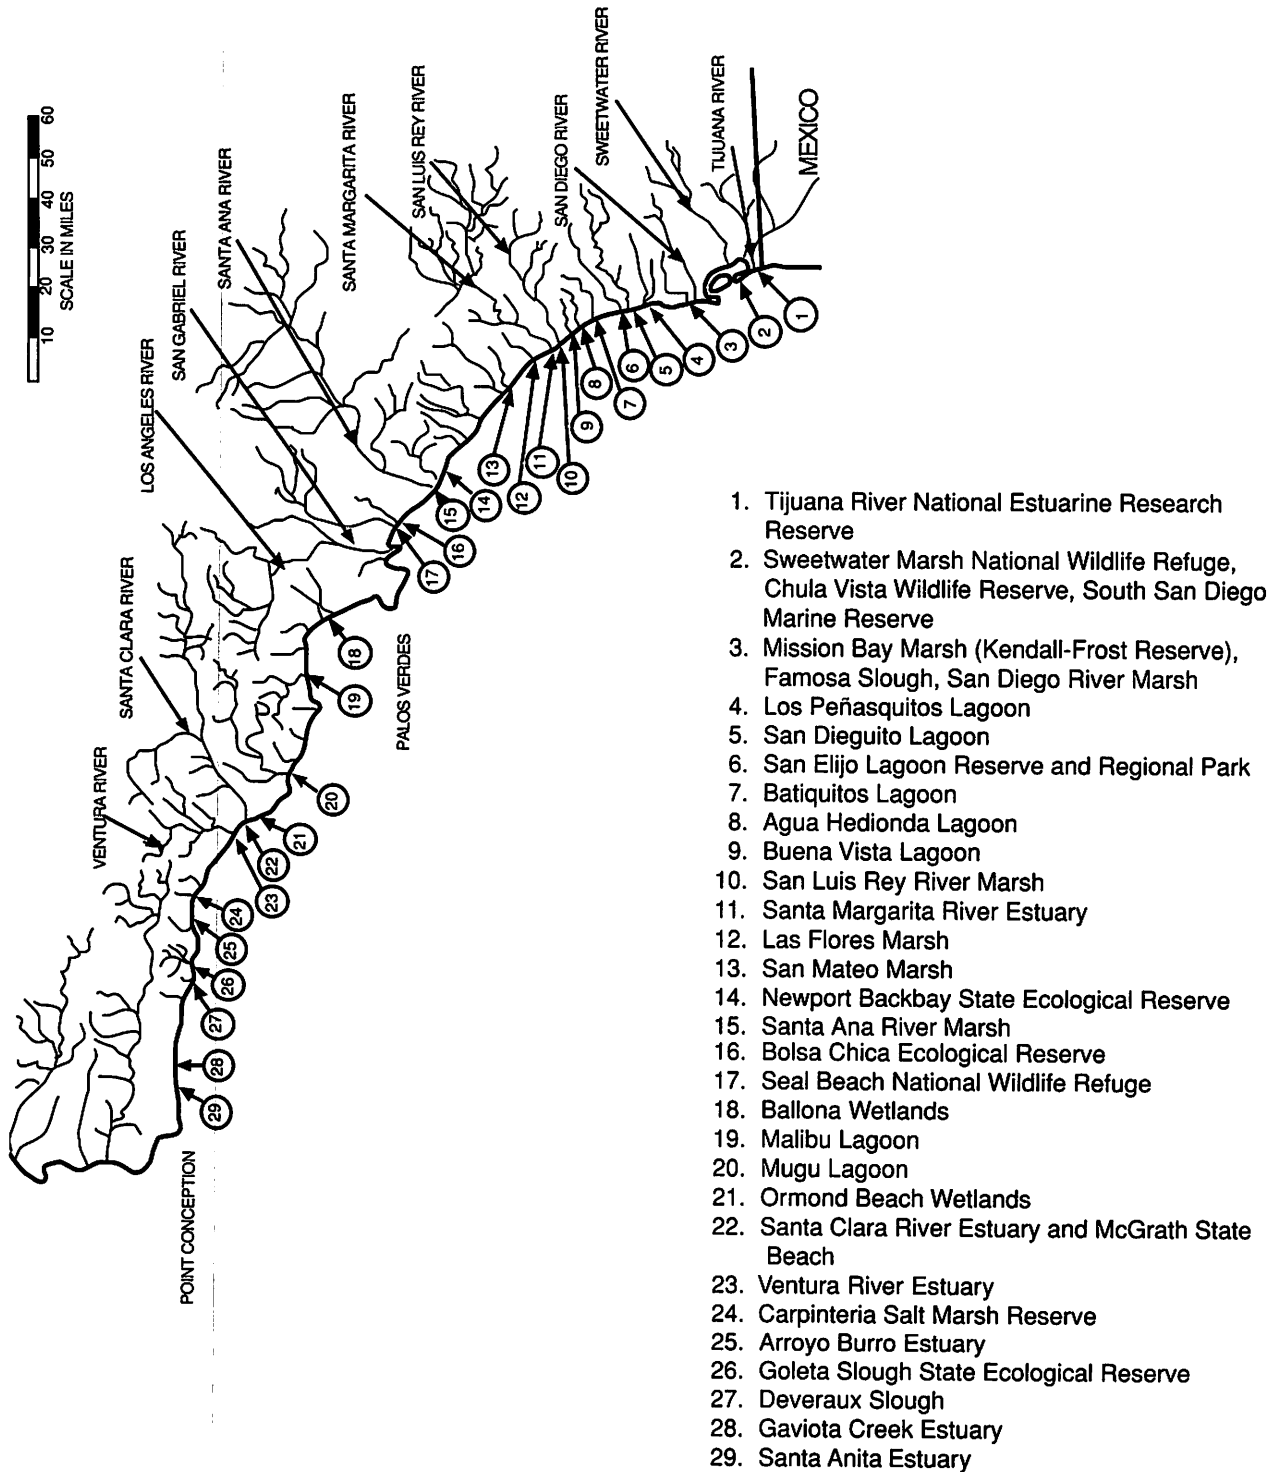 10
20
30
40
50
60
SCALE IN MILES
VENTURA RIVER
SANTA CLARA RIVER
LOS ANGELES RIVER
SAN GABRIEL RIVER
SANTA ANA RIVER
SANTA MARGARITA RIVER
SAN LUIS REY RIVER
SAN DIEGO RIVER
SWEETWATER RIVER
TIJUANA RIVER
MEXICO
POINT CONCEPTION
PALOS VERDES
29
28
27
26
25
24
23
22
21
20
19
18
17
16
15
14
13
12
11
10
9
8
7
6
5
4
3
2
1
1. Tijuana River National Estuarine Research
Reserve
2. Sweetwater Marsh National Wildlife Refuge,
Chula Vista Wildlife Reserve, South San Diego
Marine Reserve
3. Mission Bay Marsh (Kendall-Frost Reserve),
Famosa Slough, San Diego River Marsh
4. Los Peñasquitos Lagoon
5. San Dieguito Lagoon
6. San Elijo Lagoon Reserve and Regional Park
7. Batiquitos Lagoon
8. Agua Hedionda Lagoon
9. Buena Vista Lagoon
10. San Luis Rey River Marsh
11. Santa Margarita River Estuary
12. Las Flores Marsh
13. San Mateo Marsh
14. Newport Backbay State Ecological Reserve
15. Santa Ana River Marsh
16. Bolsa Chica Ecological Reserve
17. Seal Beach National Wildlife Refuge
18. Ballona Wetlands
19. Malibu Lagoon
20. Mugu Lagoon
21. Ormond Beach Wetlands
22. Santa Clara River Estuary and McGrath State
Beach
23. Ventura River Estuary
24. Carpinteria Salt Marsh Reserve
25. Arroyo Burro Estuary
26. Goleta Slough State Ecological Reserve
27. Deveraux Slough
28. Gaviota Creek Estuary
29. Santa Anita Estuary